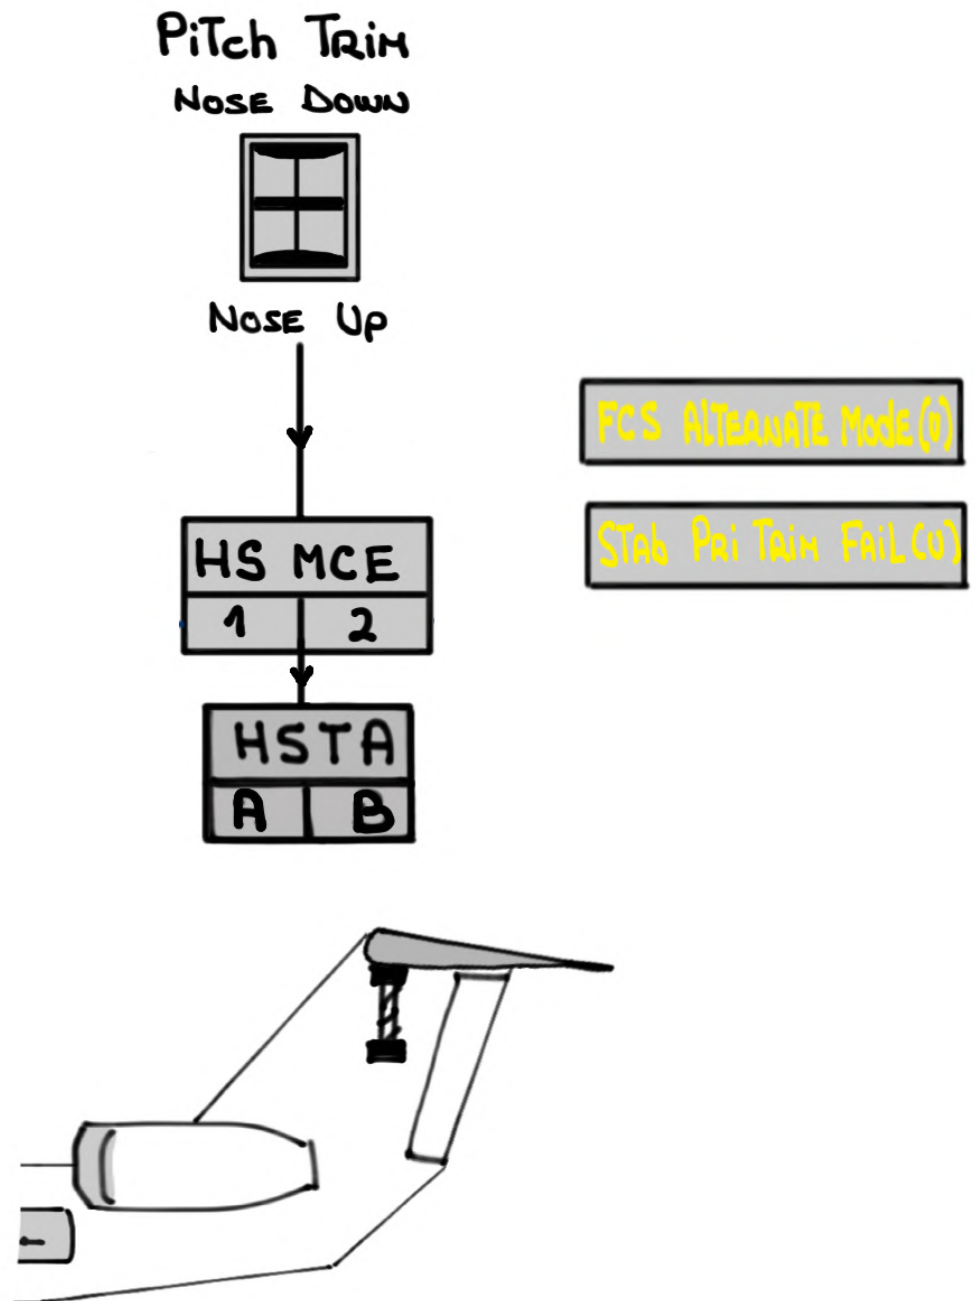 PiTch TRiM
NOSE DOWN
NOSE Up
FCS ALTERNATE MODE(U)
HS MCE
1 2
STAb PRi TRiM FAiL(U)
HSTA
A B